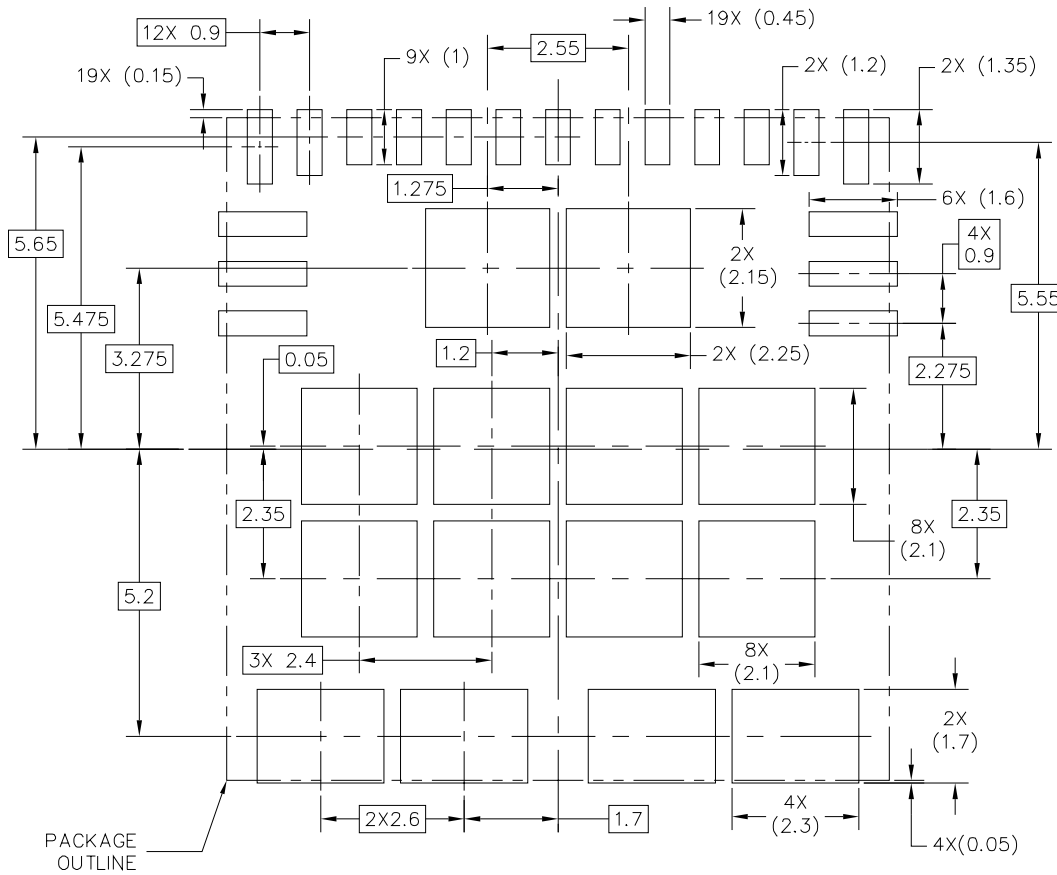 12X 0.9
19X (0.45)
2.55
9X (1)
2X (1.2)
2X (1.35)
19X (0.15)
1.275
6X (1.6)
5.65
4X
0.9
2X
(2.15)
5.55
5.475
3.275
0.05
1.2
2X (2.25)
2.275
2.35
8X
(2.1)
2.35
5.2
3X 2.4
8X
(2.1)
2X
(1.7)
2X2.6
1.7
4X
(2.3)
4X(0.05)
PACKAGE
OUTLINE